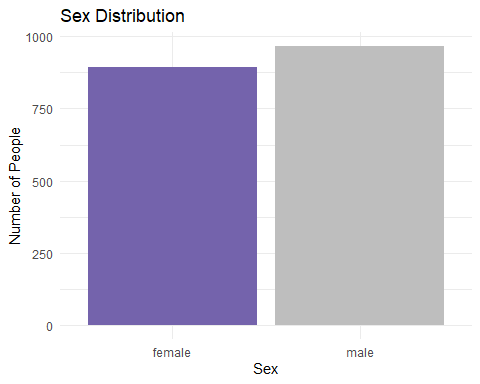 Sex Distribution
1000
750
500
250
0
Number of People
female male
Sex